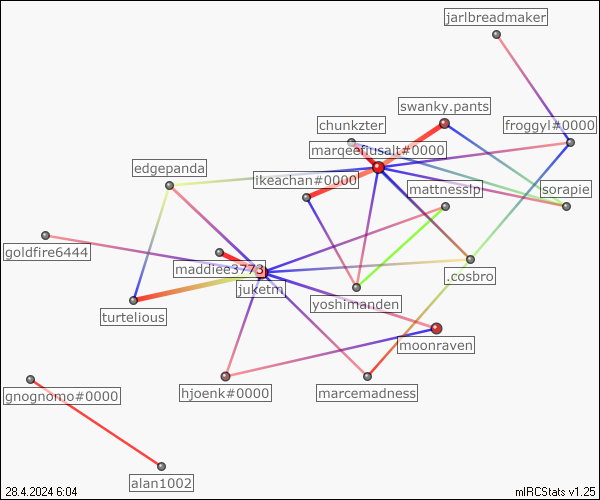 jarlbreadmaker
swanky.pants
chunkzter
froggyl#0000
marqeefiusalt#0000
edgepanda
ikeachan#0000
mattnesslp
sorapie
goldfire6444
maddiee3773
.cosbro
juketm
yoshimanden
turtelious
moonraven
gnognomo#0000
hjoenk#0000
marcemadness
alan1002
28.4.2024 6:04
mIRCStats v1.25